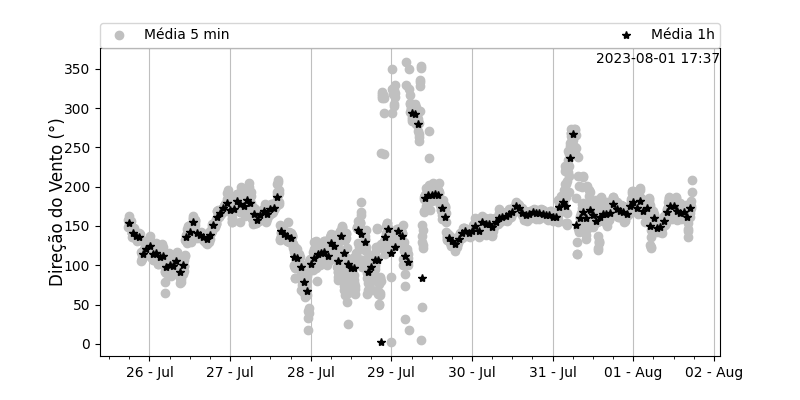 Média 5 min
Média 1h
2023-08-01 17:37
Direção do Vento (°)
350
300
250
200
150
100
50
0
26 - Jul
27 - Jul
28 - Jul
29 - Jul
30 - Jul
31 - Jul
01 - Aug
02 - Aug